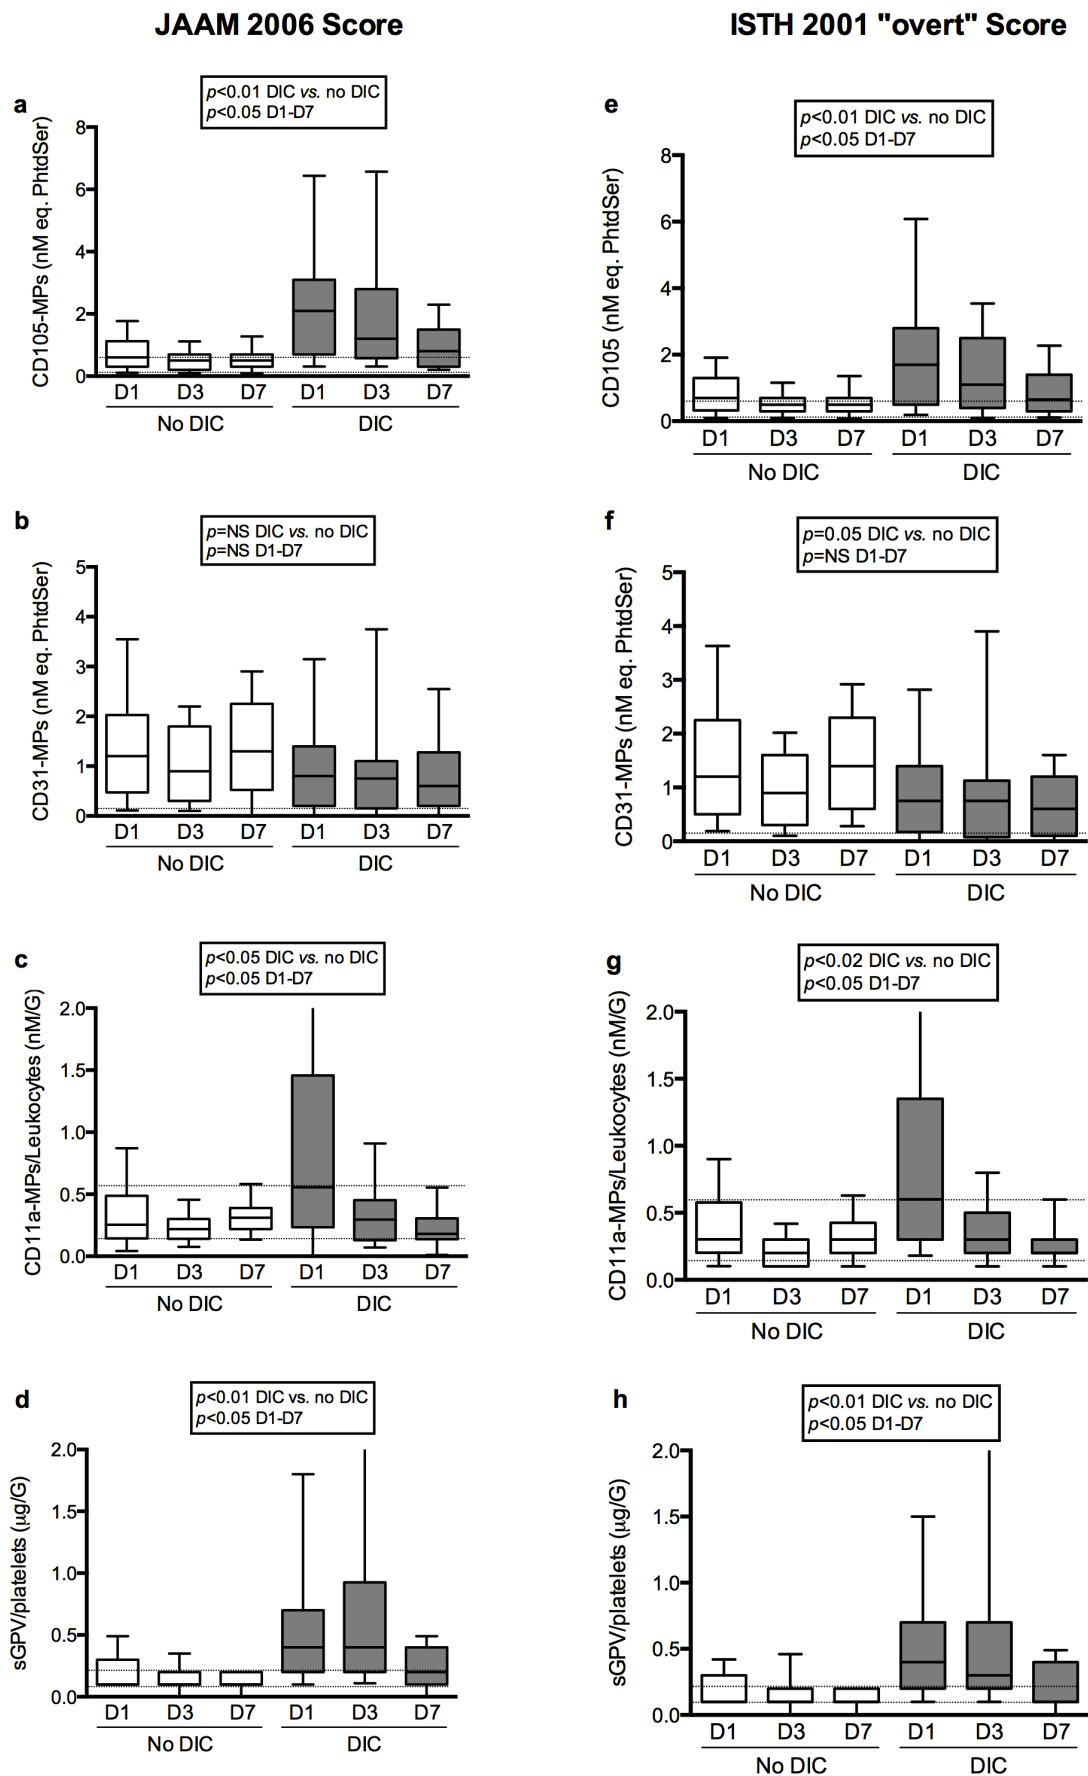 JAAM 2006 Score
ISTH 2001 "overt" Score
a
p<0.01 DIC vs. no DIC
p<0.05 D1-D7
CD105-MPs (nM eq. PhtdSer)
8
6
4
2
0
D1 D3 D7 D1 D3 D7
No DIC DIC
e
p<0.01 DIC vs. no DIC
p<0.05 D1-D7
CD105 (nM eq. PhtdSer)
8
6
4
2
0
D1 D3 D7 D1 D3 D7
No DIC DIC
b
p=NS DIC vs. no DIC
p=NS D1-D7
CD31-MPs (nM eq. PhtdSer)
5
4
3
2
1
0
D1 D3 D7 D1 D3 D7
No DIC DIC
f
p=0.05 DIC vs. no DIC
p=NS D1-D7
CD31-MPs (nM eq. PhtdSer)
5
4
3
2
1
0
D1 D3 D7 D1 D3 D7
No DIC DIC
c
p<0.05 DIC vs. no DIC
p<0.05 D1-D7
CD11a-MPs/Leukocytes (nM/G)
2.0
1.5
1.0
0.5
0.0
D1 D3 D7 D1 D3 D7
No DIC DIC
g
p<0.02 DIC vs. no DIC
p<0.05 D1-D7
CD11a-MPs/Leukocytes (nM/G)
2.0
1.5
1.0
0.5
0.0
D1 D3 D7 D1 D3 D7
No DIC DIC
d
p<0.01 DIC vs. no DIC
p<0.05 D1-D7
sGPV/platelets (µg/G)
2.0
1.5
1.0
0.5
0.0
D1 D3 D7 D1 D3 D7
No DIC DIC
h
p<0.01 DIC vs. no DIC
p<0.05 D1-D7
sGPV/platelets (µg/G)
2.0
1.5
1.0
0.5
0.0
D1 D3 D7 D1 D3 D7
No DIC DIC